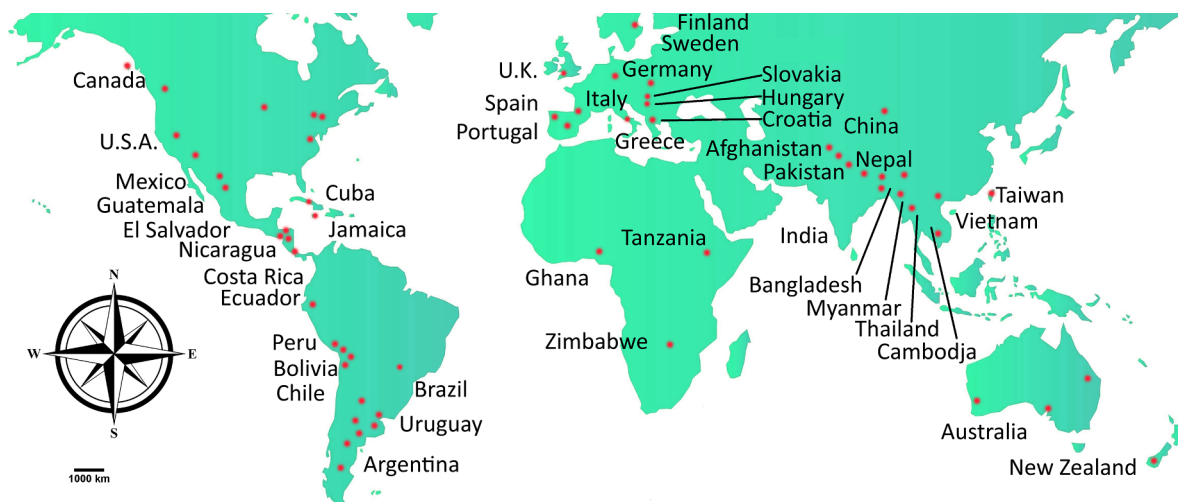 Finland
Sweden
Canada
U.K.
Germany
Slovakia
Spain
Italy
Hungary
Portugal
Croatia
China
U.S.A.
Greece
Afghanistan
Nepal
Pakistan
Mexico
Cuba
Taiwan
Guatemala
Jamaica
Vietnam
El Salvador
Tanzania
India
Nicaragua
Ghana
Costa Rica
Bangladesh
Ecuador
Myanmar
Thailand
Peru
Zimbabwe
Cambodja
Bolivia
Chile
Brazil
Uruguay
Australia
Argentina
New Zealand
N
W
E
S
1000 km